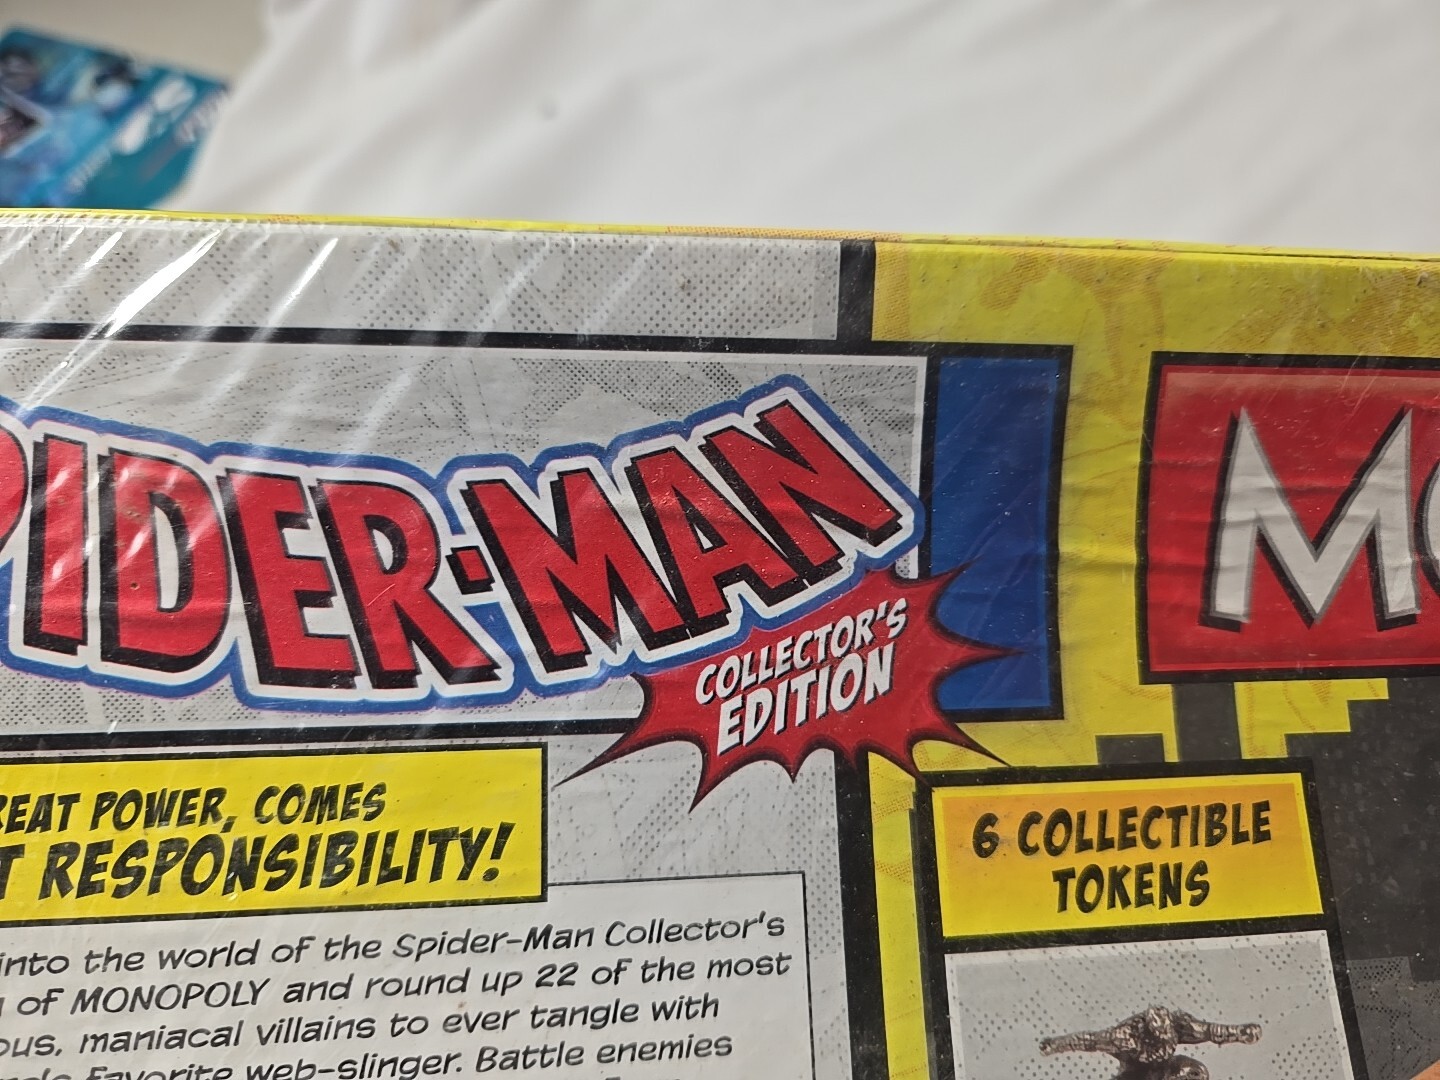 PIDER-MAN
COLLECTOR'S
EDITION
REAT POWER, COMES
T RESPONSIBILITY!
into the world of the Spider-Man Collector's
of MONOPOLY and round up 22 of the most
ous, maniacal villains to ever tangle with
favorite web-slinger. Battle enemies
MO
6 COLLECTIBLE
TOKENS